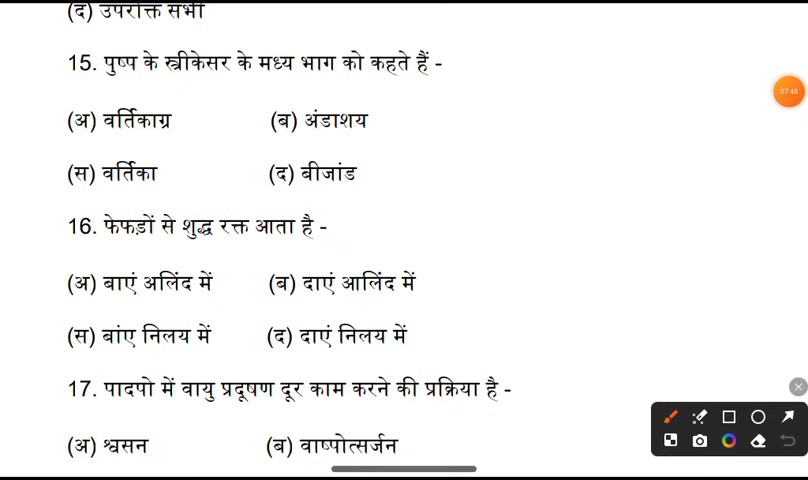 (द) उपरोक्त सभी
15. पुष्प के स्त्रीकेसर के मध्य भाग को कहते हैं -
07:48
(अ) वर्तिकाग्र (ब) अंडाशय
(स) वर्तिका (द) बीजांड
16. फेफड़ों से शुद्ध रक्त आता है -
(अ) बाएं अलिंद में (ब) दाएं आलिंद में
(स) बांए निलय में (द) दाएं निलय में
17. पादपो में वायु प्रदूषण दूर काम करने की प्रक्रिया है -
(अ) श्वसन (ब) वाष्पोत्सर्जन